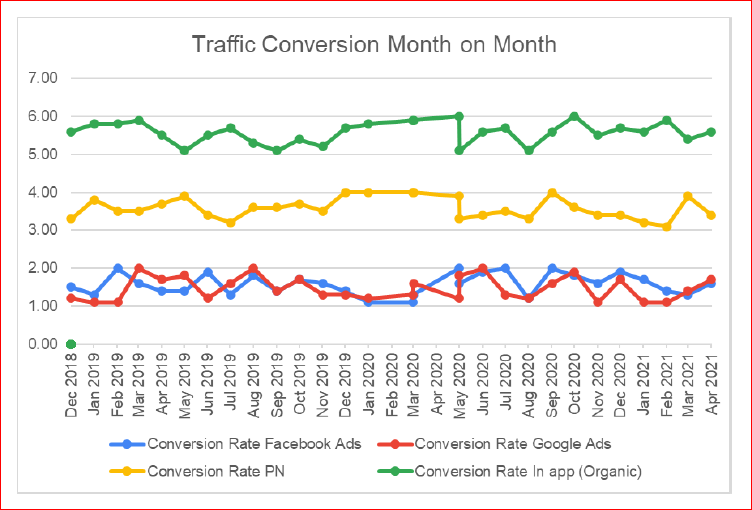 Traffic Conversion Month on Month
7.00
6.00
5.00
4.00
3.00
2.00
1.00
0.00
Dec 2018
Jan 2019
Feb 2019
Mar 2019
Apr 2019
May 2019
Jun 2019
Jul 2019
Aug 2019
Sep 2019
Oct 2019
Nov 2019
Dec 2019
Jan 2020
Feb 2020
Mar 2020
Apr 2020
May 2020
Jun 2020
Jul 2020
Aug 2020
Sep 2020
Oct 2020
Nov 2020
Dec 2020
Jan 2021
Feb 2021
Mar 2021
Apr 2021
Conversion Rate Facebook Ads
Conversion Rate Google Ads
Conversion Rate PN
Conversion Rate In app (Organic)